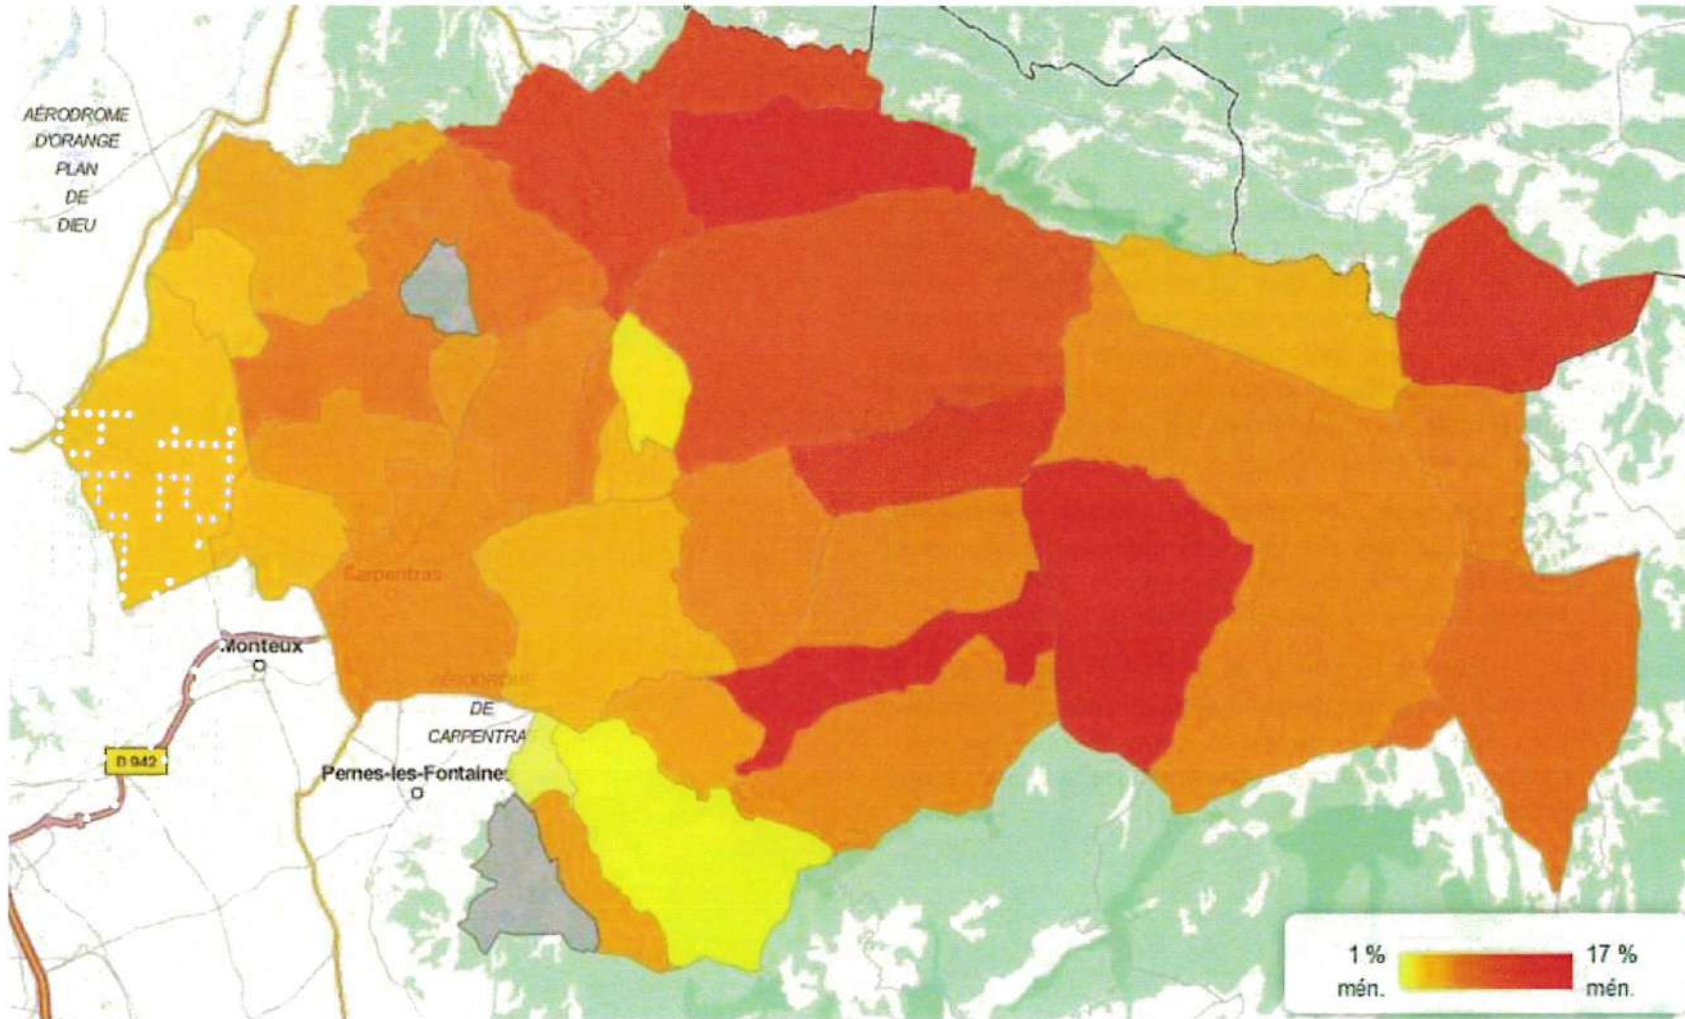 AÉRODROME
D'ORANGE
PLAN
DE
DIEU
Carpentras
Monteux
AÉRODROME
DE
CARPENTRAS
D 942
Pernes-les-Fontaines
1 %
mén.
17 %
mén.